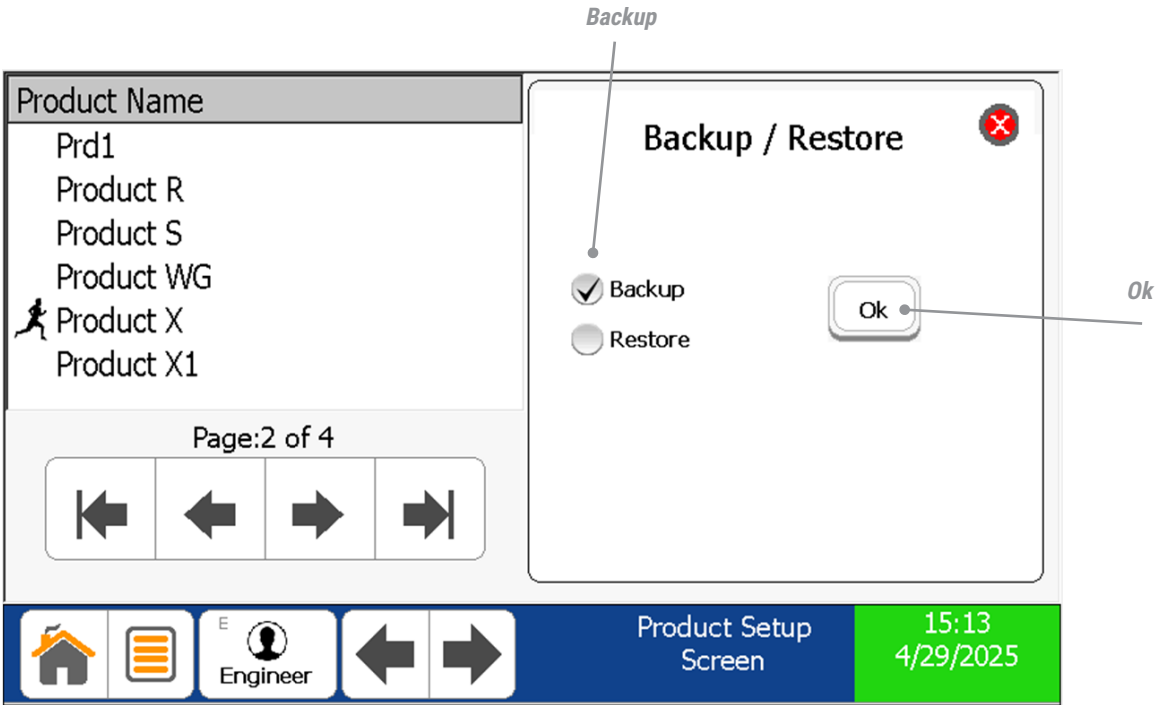 Backup
Product Name
Prd1
Product R
Product S
Product WG
Product X
Product X1
Page:2 of 4
Backup / Restore
X
Backup
Restore
Ok
Ok
E
Engineer
Product Setup
Screen
15:13
4/29/2025